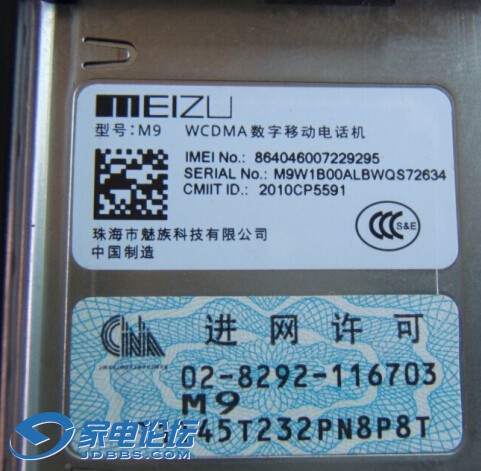 MEIZU
型号: M9 WCDMA 数字移动电话机
IMEI No.: 864046007229295
SERIAL No.: M9W1B00ALBWQS72634
CMIIT ID.: 2010CP5591
CCC S&E
珠海市魅族科技有限公司
中国制造
CNA 进网许可
02-8292-116703
M9
45T232PN8P8T
家电论坛
JDBBS.COM